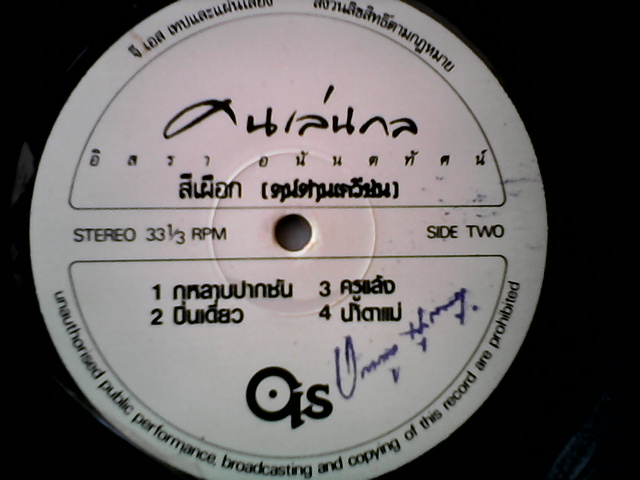 จี เอส เทปและแผ่นเสียง สงวนลิขสิทธิ์ตามกฎหมาย
คนเล่นกล
อิสรา อนันตทัศน์
สีเผือก
STEREO 33 1/3 RPM
SIDE TWO
1 กุหลาบปากซัน
2 ปิ่นเดี่ยว
3 ครูแล้ง
4 น้ำตาแม่
unauthorised public performance, broadcasting and copying of this record are prohibited